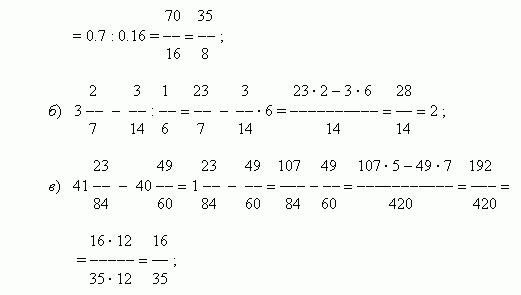 = 0.7 : 0.16 = 70/16 = 35/8 ;
б) 3 2/7 − 3/14 : 1/6 = 23/7 − 3/14 · 6 = (23 · 2 − 3 · 6)/14 = 28/14 = 2 ;
в) 41 23/84 − 40 49/60 = 1 23/84 − 49/60 = 107/84 − 49/60 = (107 · 5 − 49 · 7)/420 = 192/420 =
= (16 · 12)/(35 · 12) = 16/35 ;